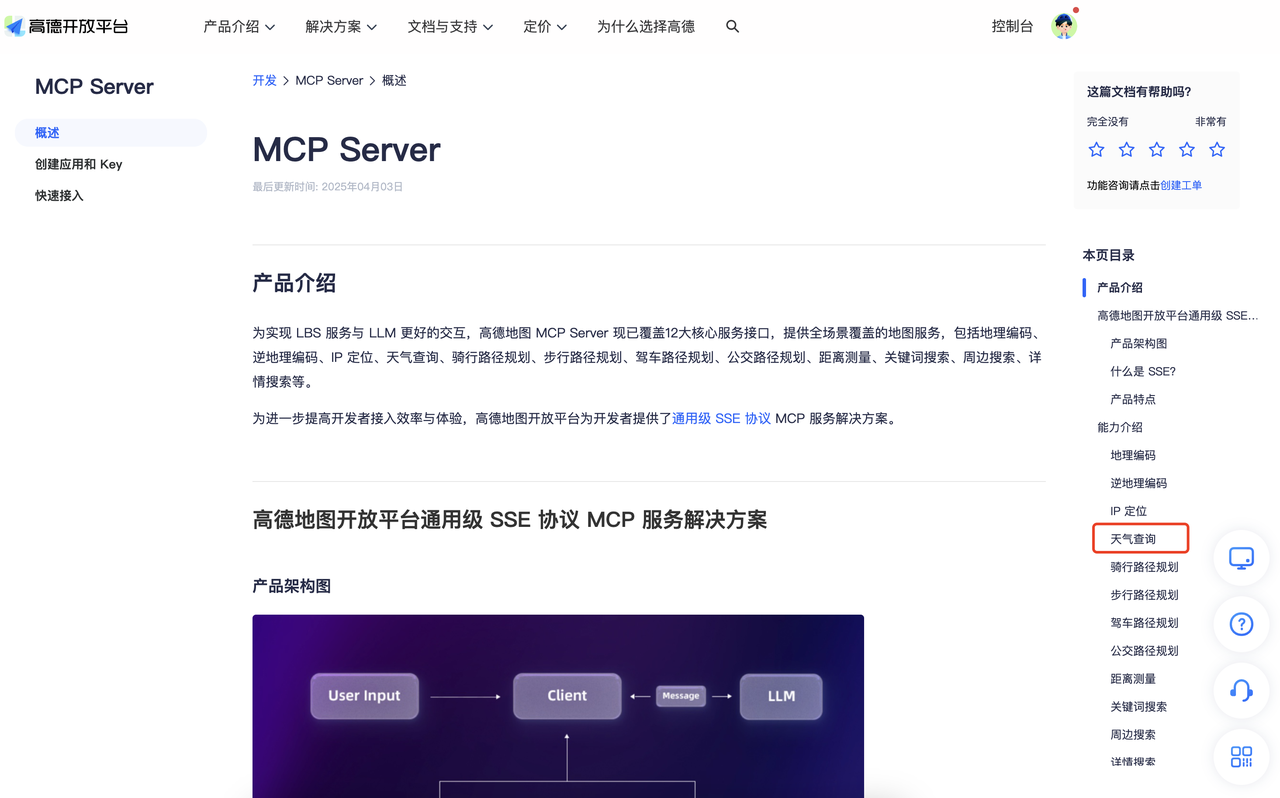 高德开放平台
产品介绍
解决方案
文档与支持
定价
为什么选择高德
控制台
MCP Server
概述
创建应用和 Key
快速接入
开发 > MCP Server > 概述
MCP Server
最后更新时间: 2025年04月03日
产品介绍
为实现 LBS 服务与 LLM 更好的交互，高德地图 MCP Server 现已覆盖12大核心服务接口，提供全场景覆盖的地图服务，包括地理编码、
逆地理编码、IP 定位、天气查询、骑行路径规划、步行路径规划、驾车路径规划、公交路径规划、距离测量、关键词搜索、周边搜索、详
情搜索等。
为进一步提高开发者接入效率与体验，高德地图开放平台为开发者提供了通用级 SSE 协议 MCP 服务解决方案。
高德地图开放平台通用级 SSE 协议 MCP 服务解决方案
产品架构图
User Input
Client
Message
LLM
这篇文档有帮助吗?
完全没有
非常有
功能咨询请点击创建工单
本页目录
产品介绍
高德地图开放平台通用级 SSE...
产品架构图
什么是 SSE?
产品特点
能力介绍
地理编码
逆地理编码
IP 定位
天气查询
骑行路径规划
步行路径规划
驾车路径规划
公交路径规划
距离测量
关键词搜索
周边搜索
详情搜索